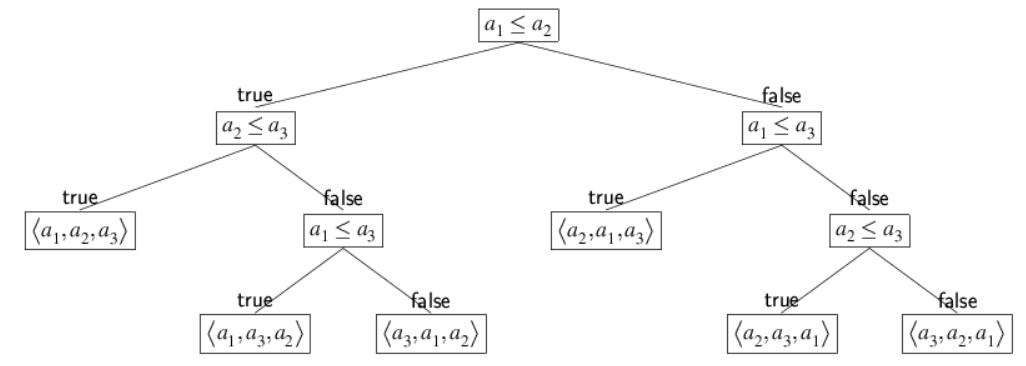 a₁ ≤ a₂
true false
a₂ ≤ a₃ a₁ ≤ a₃
true false true false
⟨a₁,a₂,a₃⟩ a₁ ≤ a₃ ⟨a₂,a₁,a₃⟩ a₂ ≤ a₃
true false true false
⟨a₁,a₃,a₂⟩ ⟨a₃,a₁,a₂⟩ ⟨a₂,a₃,a₁⟩ ⟨a₃,a₂,a₁⟩